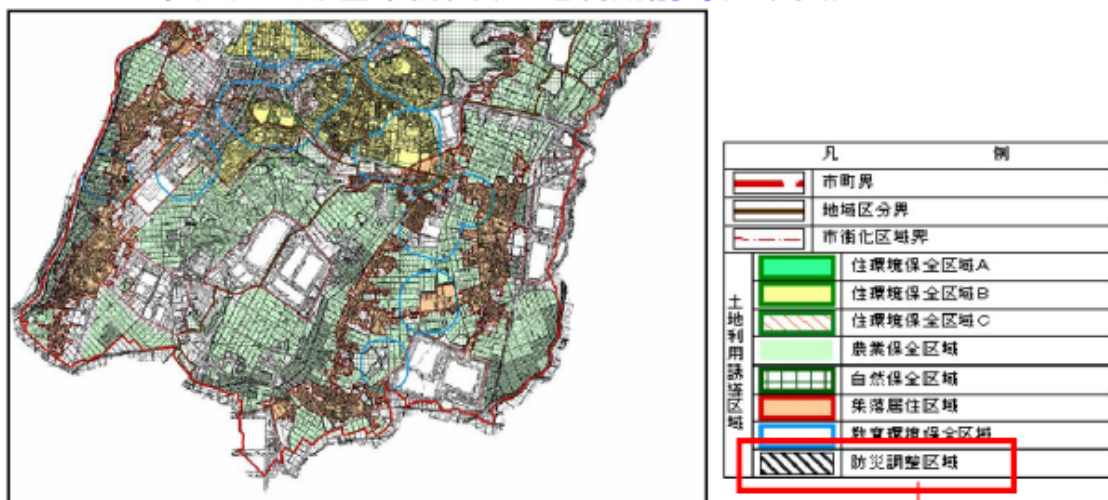 凡 例
市町界
地域区分界
市街化区域界
土地利用誘導区域
住環境保全区域A
住環境保全区域B
住環境保全区域C
農業保全区域
自然保全区域
集落居住区域
教育環境保全区域
防災調整区域